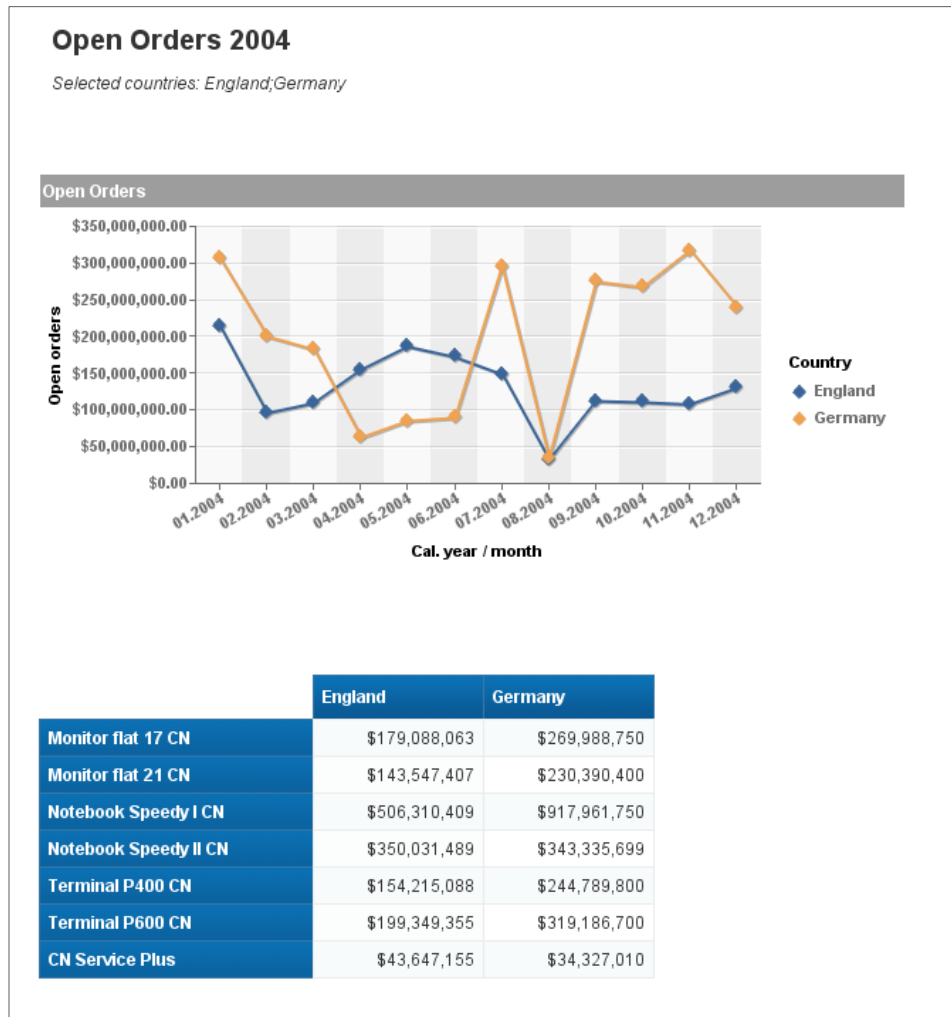 Open Orders 2004
Selected countries: England;Germany
Open Orders
$350,000,000.00
$300,000,000.00
$250,000,000.00
$200,000,000.00
$150,000,000.00
$100,000,000.00
$50,000,000.00
$0.00
Open orders
01.2004 02.2004 03.2004 04.2004 05.2004 06.2004 07.2004 08.2004 09.2004 10.2004 11.2004 12.2004
Cal. year / month
Country
England
Germany
England Germany
Monitor flat 17 CN $179,088,063 $269,988,750
Monitor flat 21 CN $143,547,407 $230,390,400
Notebook Speedy I CN $506,310,409 $917,961,750
Notebook Speedy II CN $350,031,489 $343,335,699
Terminal P400 CN $154,215,088 $244,789,800
Terminal P600 CN $199,349,355 $319,186,700
CN Service Plus $43,647,155 $34,327,010